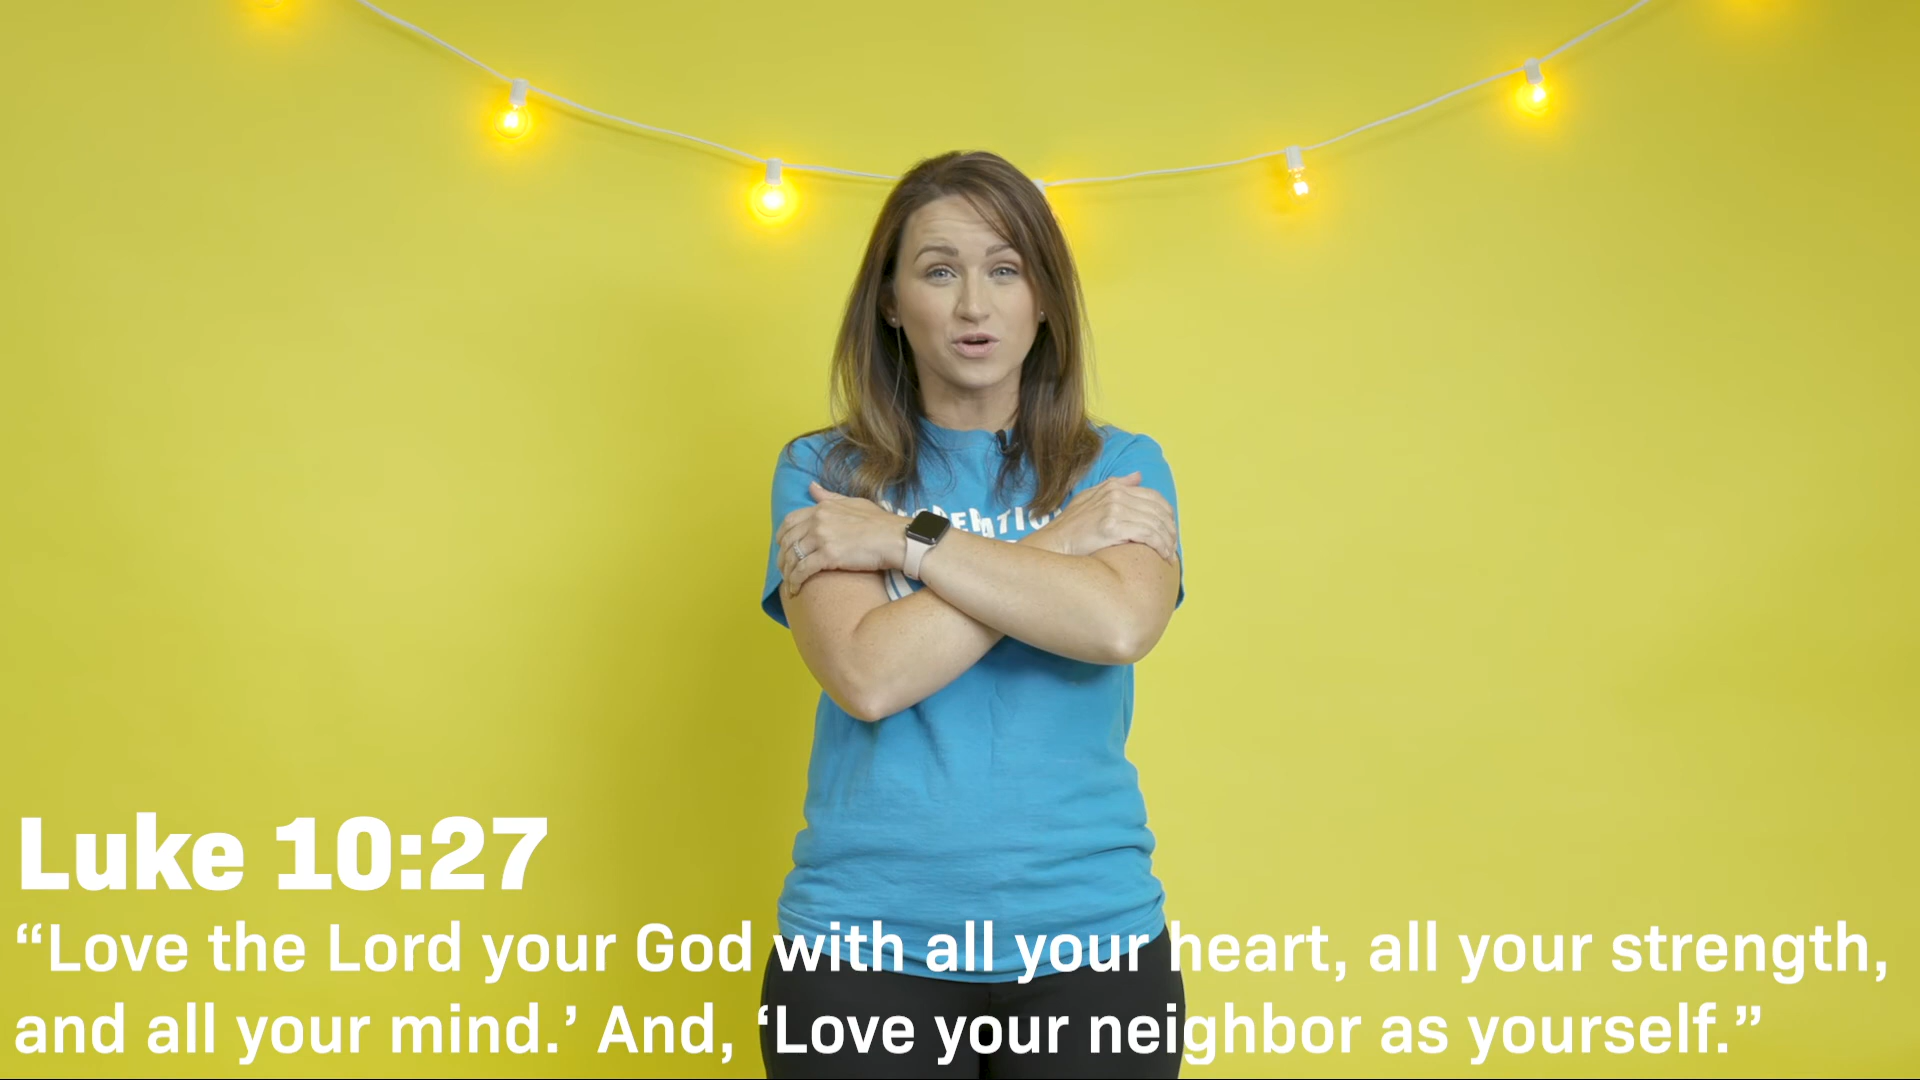 Luke 10:27
“Love the Lord your God with all your heart, all your strength,
and all your mind.’ And, ‘Love your neighbor as yourself.”